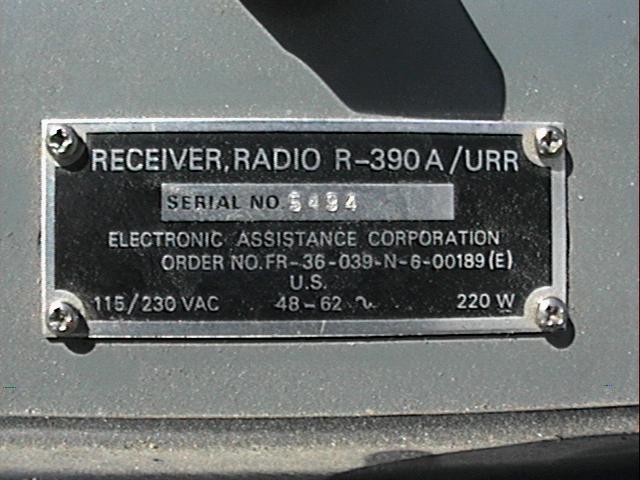 RECEIVER, RADIO R-390A/URR
SERIAL NO. 5494
ELECTRONIC ASSISTANCE CORPORATION
ORDER NO. FR-36-039-N-6-00189(E)
U.S.
115/230 VAC 48-62 ∿ 220 W